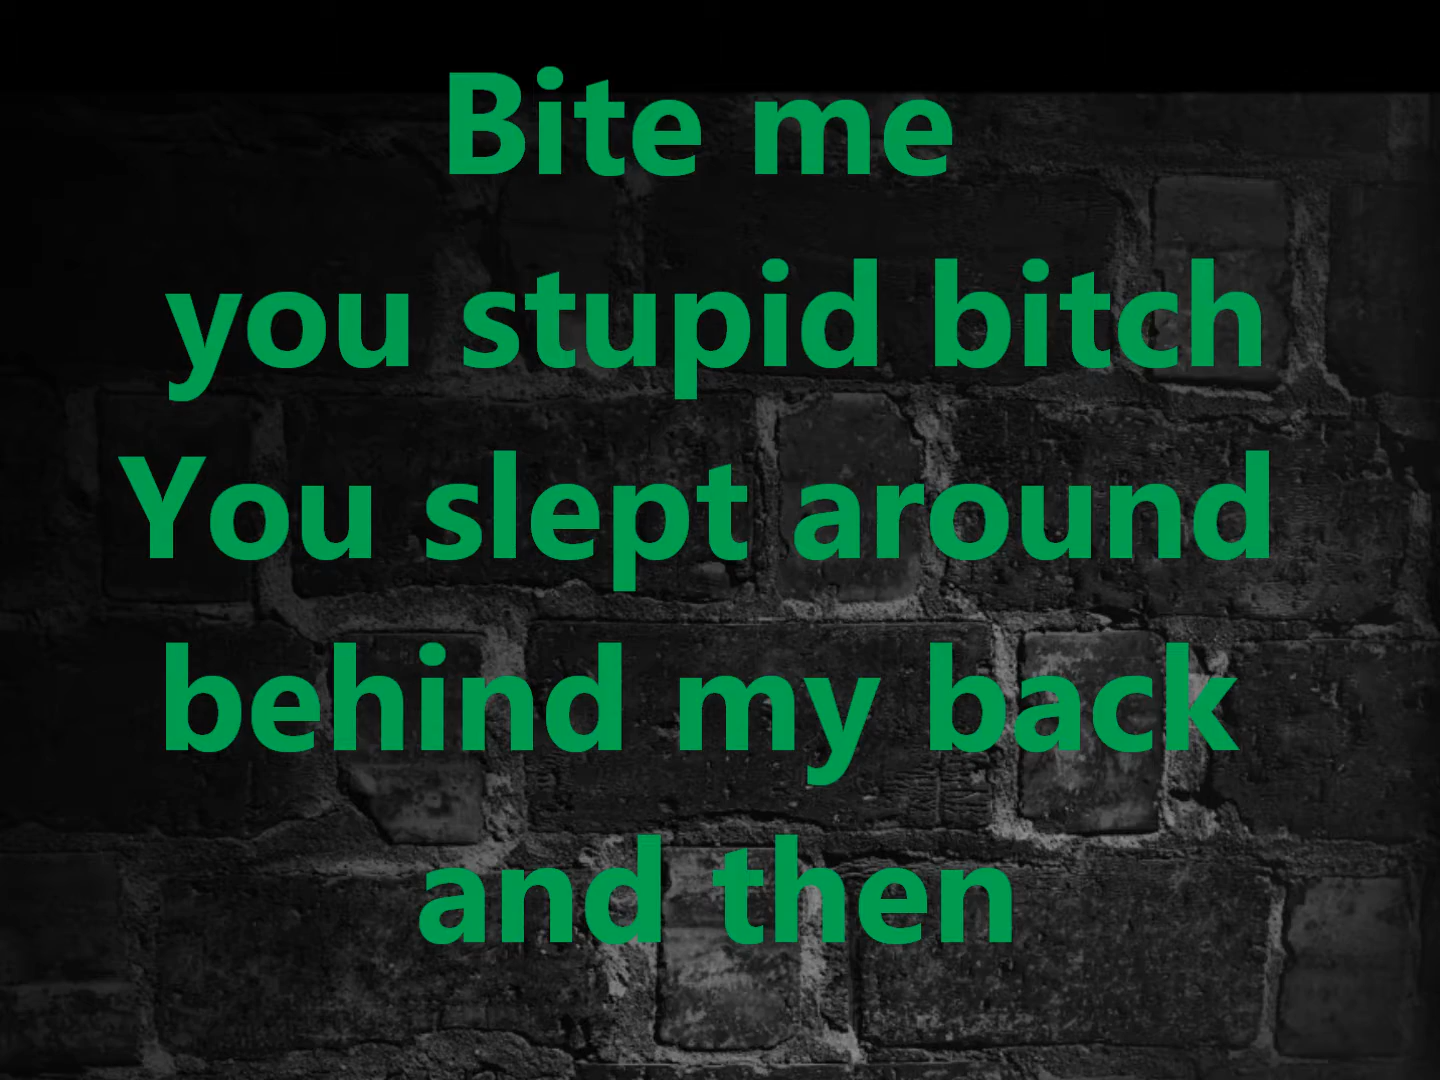 Bite me
you stupid bitch
You slept around
behind my back
and then